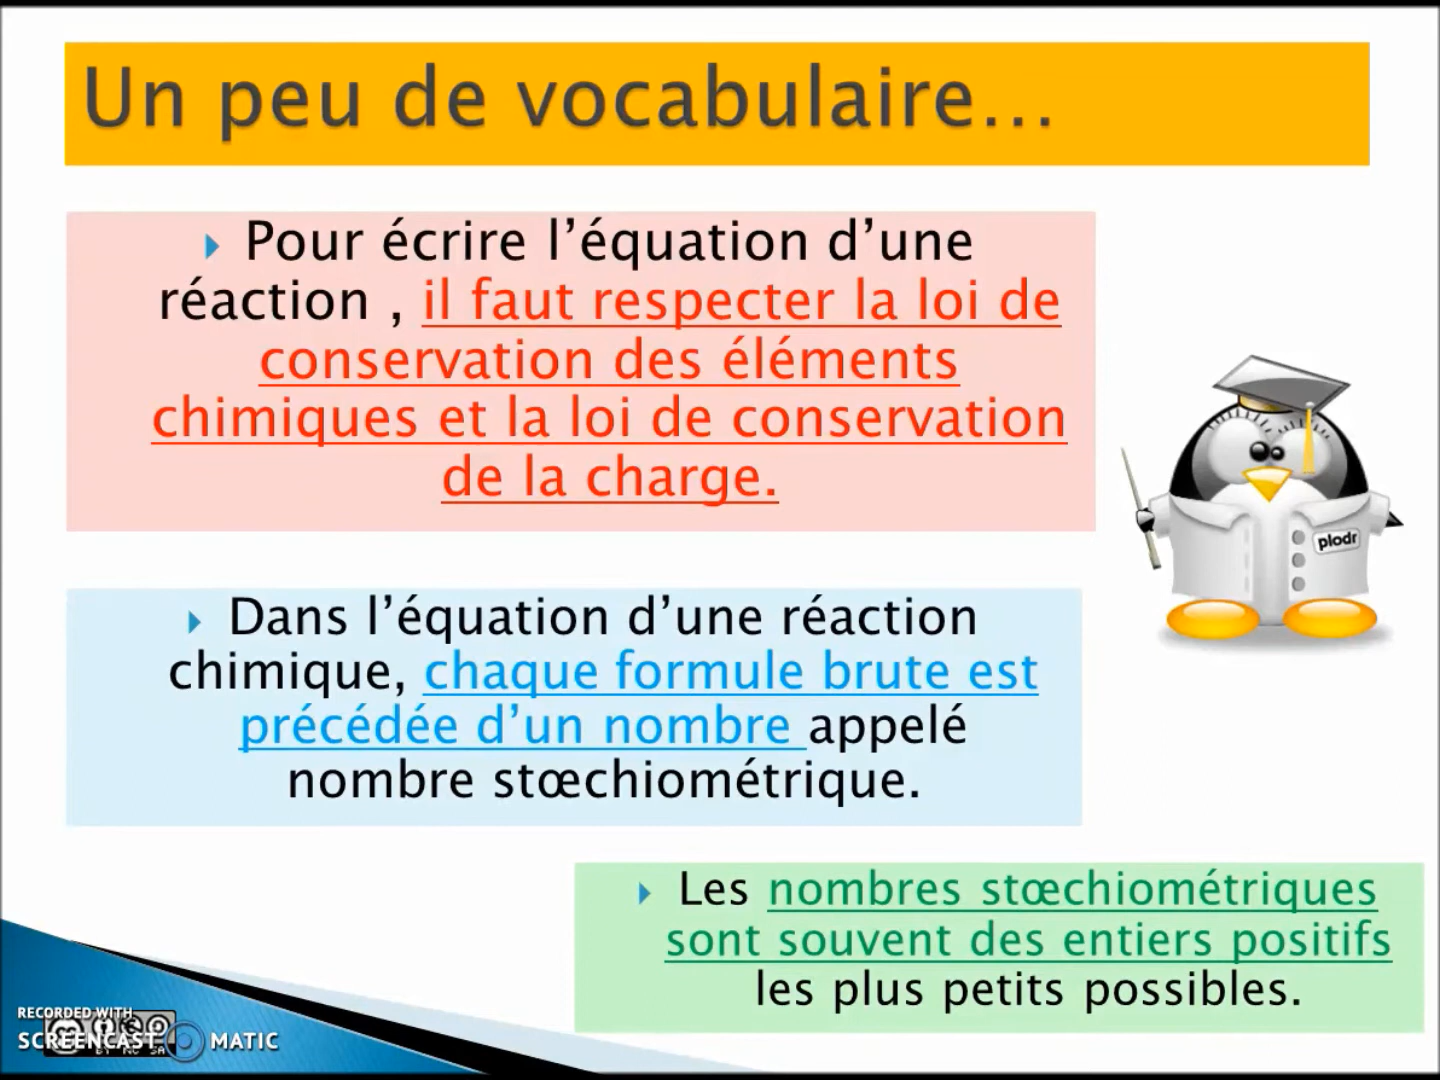 Un peu de vocabulaire...
Pour écrire l’équation d’une
réaction , il faut respecter la loi de
conservation des éléments
chimiques et la loi de conservation
de la charge.
plodr
Dans l’équation d’une réaction
chimique, chaque formule brute est
précédée d’un nombre appelé
nombre stœchiométrique.
Les nombres stœchiométriques
sont souvent des entiers positifs
les plus petits possibles.
RECORDED WITH
SCREENCAST MATIC
BY NC SA